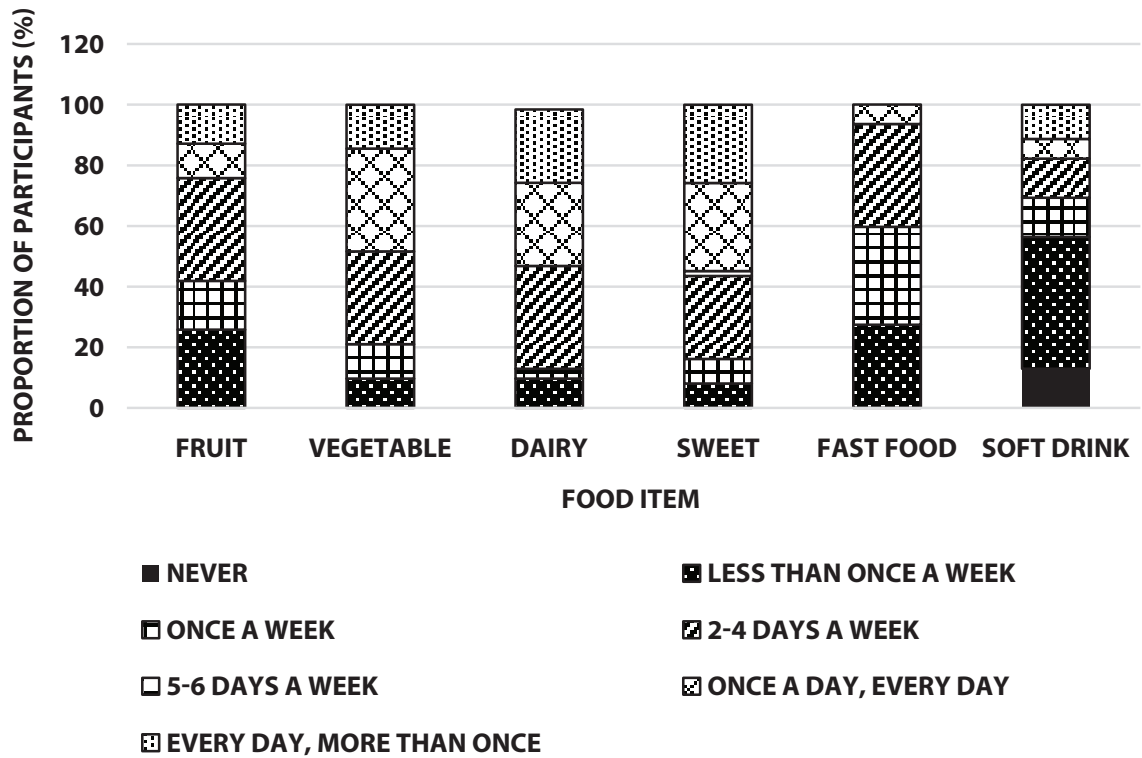 PROPORTION OF PARTICIPANTS (%)
120
100
80
60
40
20
0
FRUIT VEGETABLE DAIRY SWEET FAST FOOD SOFT DRINK
FOOD ITEM
NEVER LESS THAN ONCE A WEEK
ONCE A WEEK 2-4 DAYS A WEEK
5-6 DAYS A WEEK ONCE A DAY, EVERY DAY
EVERY DAY, MORE THAN ONCE